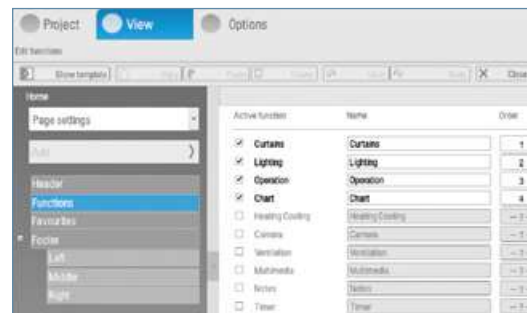 Project View Options
Edit functions
Show template Copy Close
Home
Page settings
Add
Header
Functions
Favourites
Footer
Left
Middle
Right
Active function Name Order
Curtains Curtains 1
Lighting Lighting 2
Operation Operation 3
Chart Chart 4
Heating Cooling Heating Cooling
Camera Camera
Ventilation Ventilation
Multimedia Multimedia
Notes Notes
Timer Timer